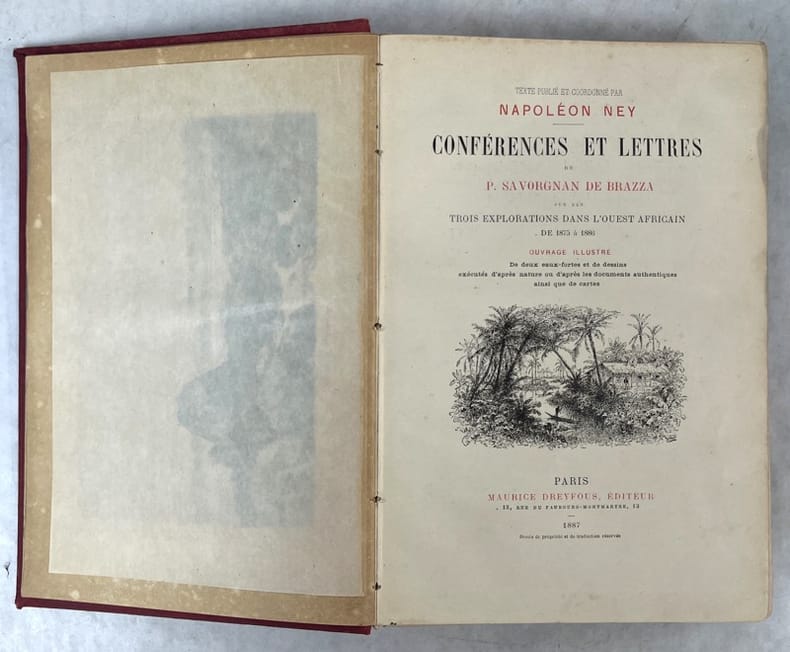 TEXTE PUBLIÉ ET COORDONNÉ PAR
NAPOLÉON NEY
CONFÉRENCES ET LETTRES
DE
P. SAVORGNAN DE BRAZZA
SUR SES
TROIS EXPLORATIONS DANS L'OUEST AFRICAIN
DE 1875 à 1886
OUVRAGE ILLUSTRÉ
De deux eaux-fortes et de dessins
exécutés d'après nature ou d'après les documents authentiques
ainsi que de cartes
PARIS
MAURICE DREYFOUS, ÉDITEUR
13, RUE DU FAUBOURG-MONTMARTRE, 13
1887
Droits de propriété et de traduction réservés